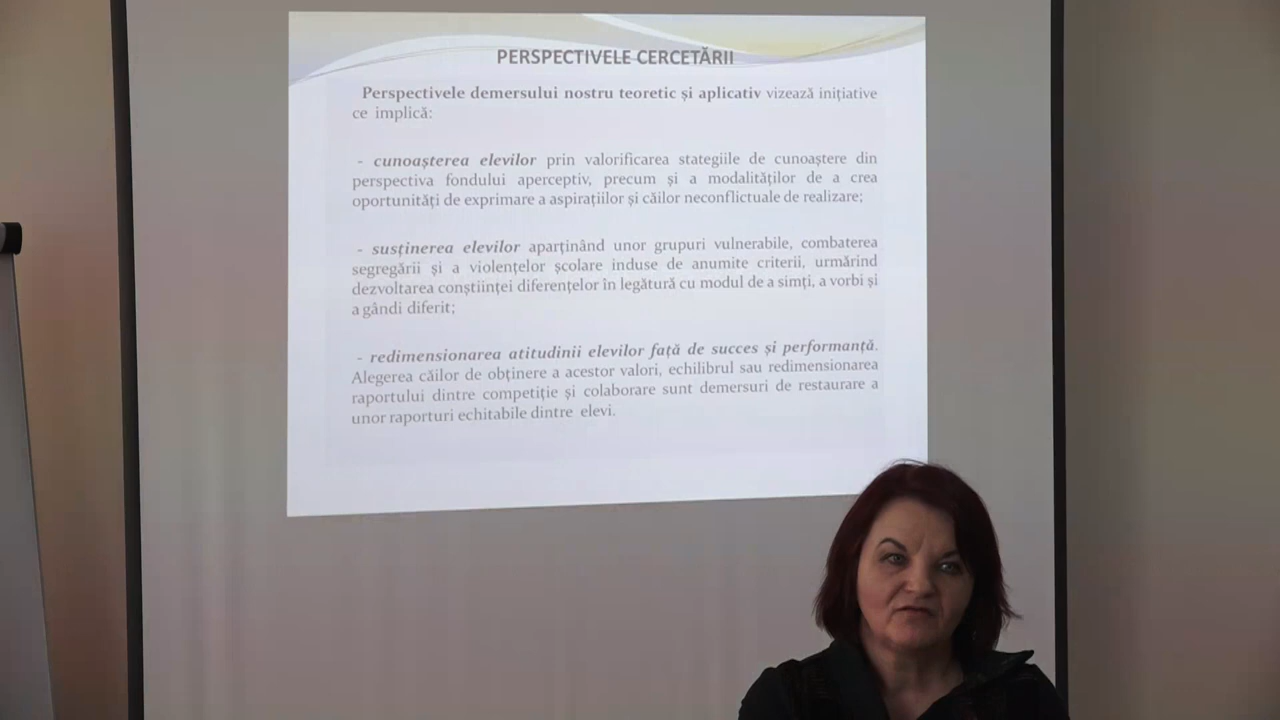 PERSPECTIVELE CERCETĂRII
Perspectivele demersului nostru teoretic și aplicativ vizează inițiative
ce implică:
- cunoașterea elevilor prin valorificarea stategiile de cunoaștere din
perspectiva fondului aperceptiv, precum și a modalităților de a crea
oportunități de exprimare a aspirațiilor și căilor neconflictuale de realizare;
- susținerea elevilor aparținând unor grupuri vulnerabile, combaterea
segregării și a violențelor școlare induse de anumite criterii, urmărind
dezvoltarea conștiinței diferențelor în legătură cu modul de a simți, a vorbi și
a gândi diferit;
- redimensionarea atitudinii elevilor față de succes și performanță.
Alegerea căilor de obținere a acestor valori, echilibrul sau redimensionarea
raportului dintre competiție și colaborare sunt demersuri de restaurare a
unor raporturi echitabile dintre elevi.